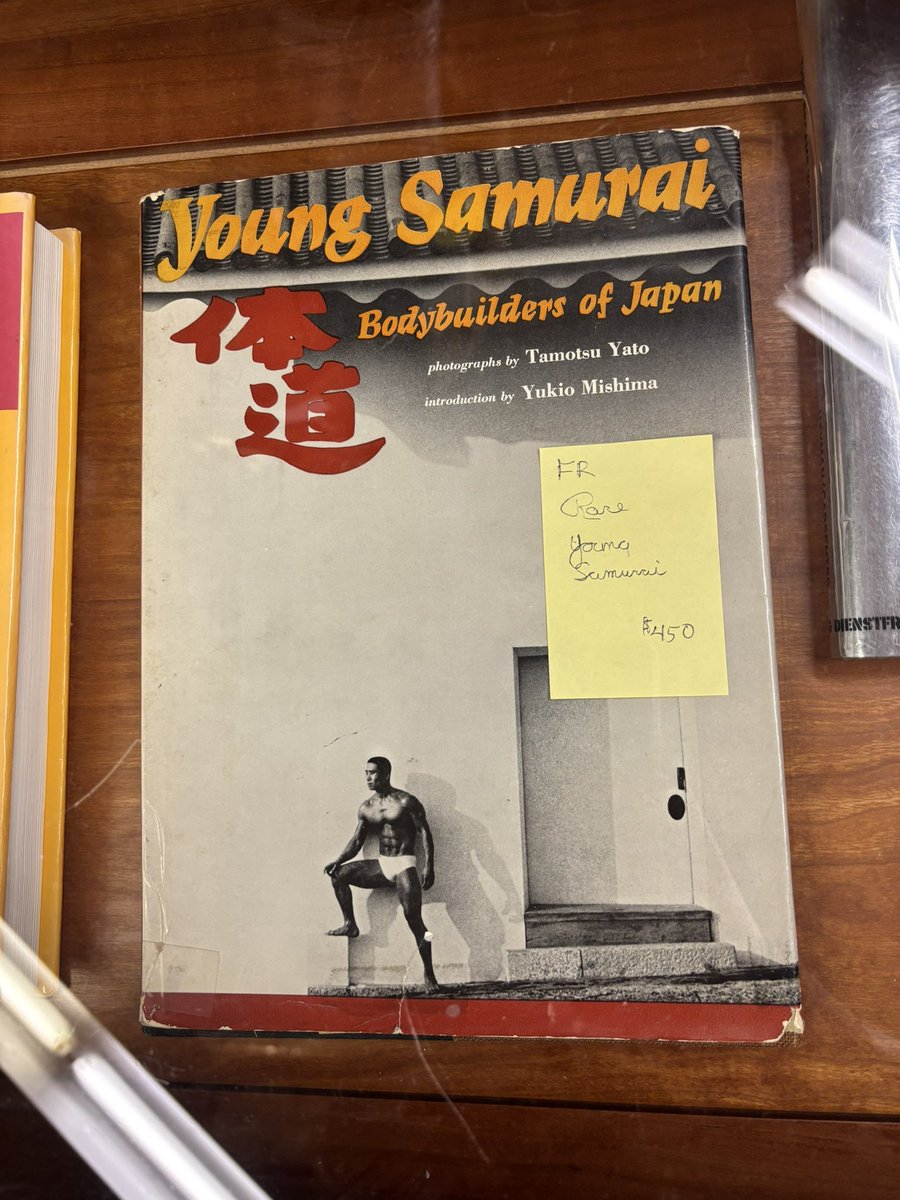 Young Samurai
Bodybuilders of Japan
体
道
photographs by Tamotsu Yato
introduction by Yukio Mishima
FR
Rare
Young
Samurai
$450
DIENSTFR